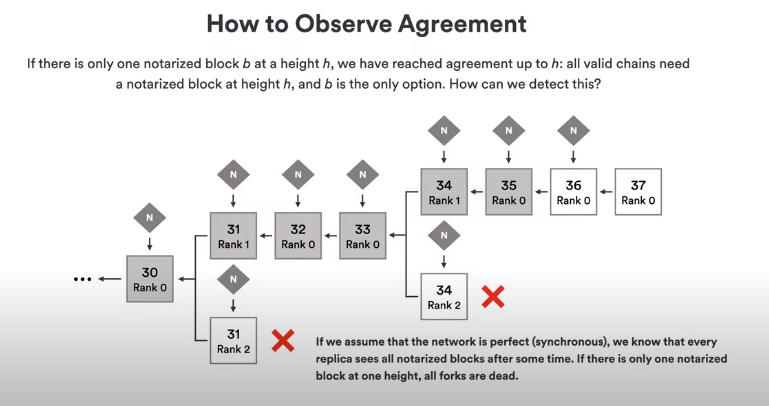 How to Observe Agreement
If there is only one notarized block b at a height h, we have reached agreement up to h: all valid chains need
a notarized block at height h, and b is the only option. How can we detect this?
N
N
N
34
Rank 1
35
Rank 0
36
Rank 0
37
Rank 0
N
N
N
31
Rank 1
32
Rank 0
33
Rank 0
N
...
30
Rank 0
N
34
Rank 2
N
31
Rank 2
If we assume that the network is perfect (synchronous), we know that every
replica sees all notarized blocks after some time. If there is only one notarized
block at one height, all forks are dead.